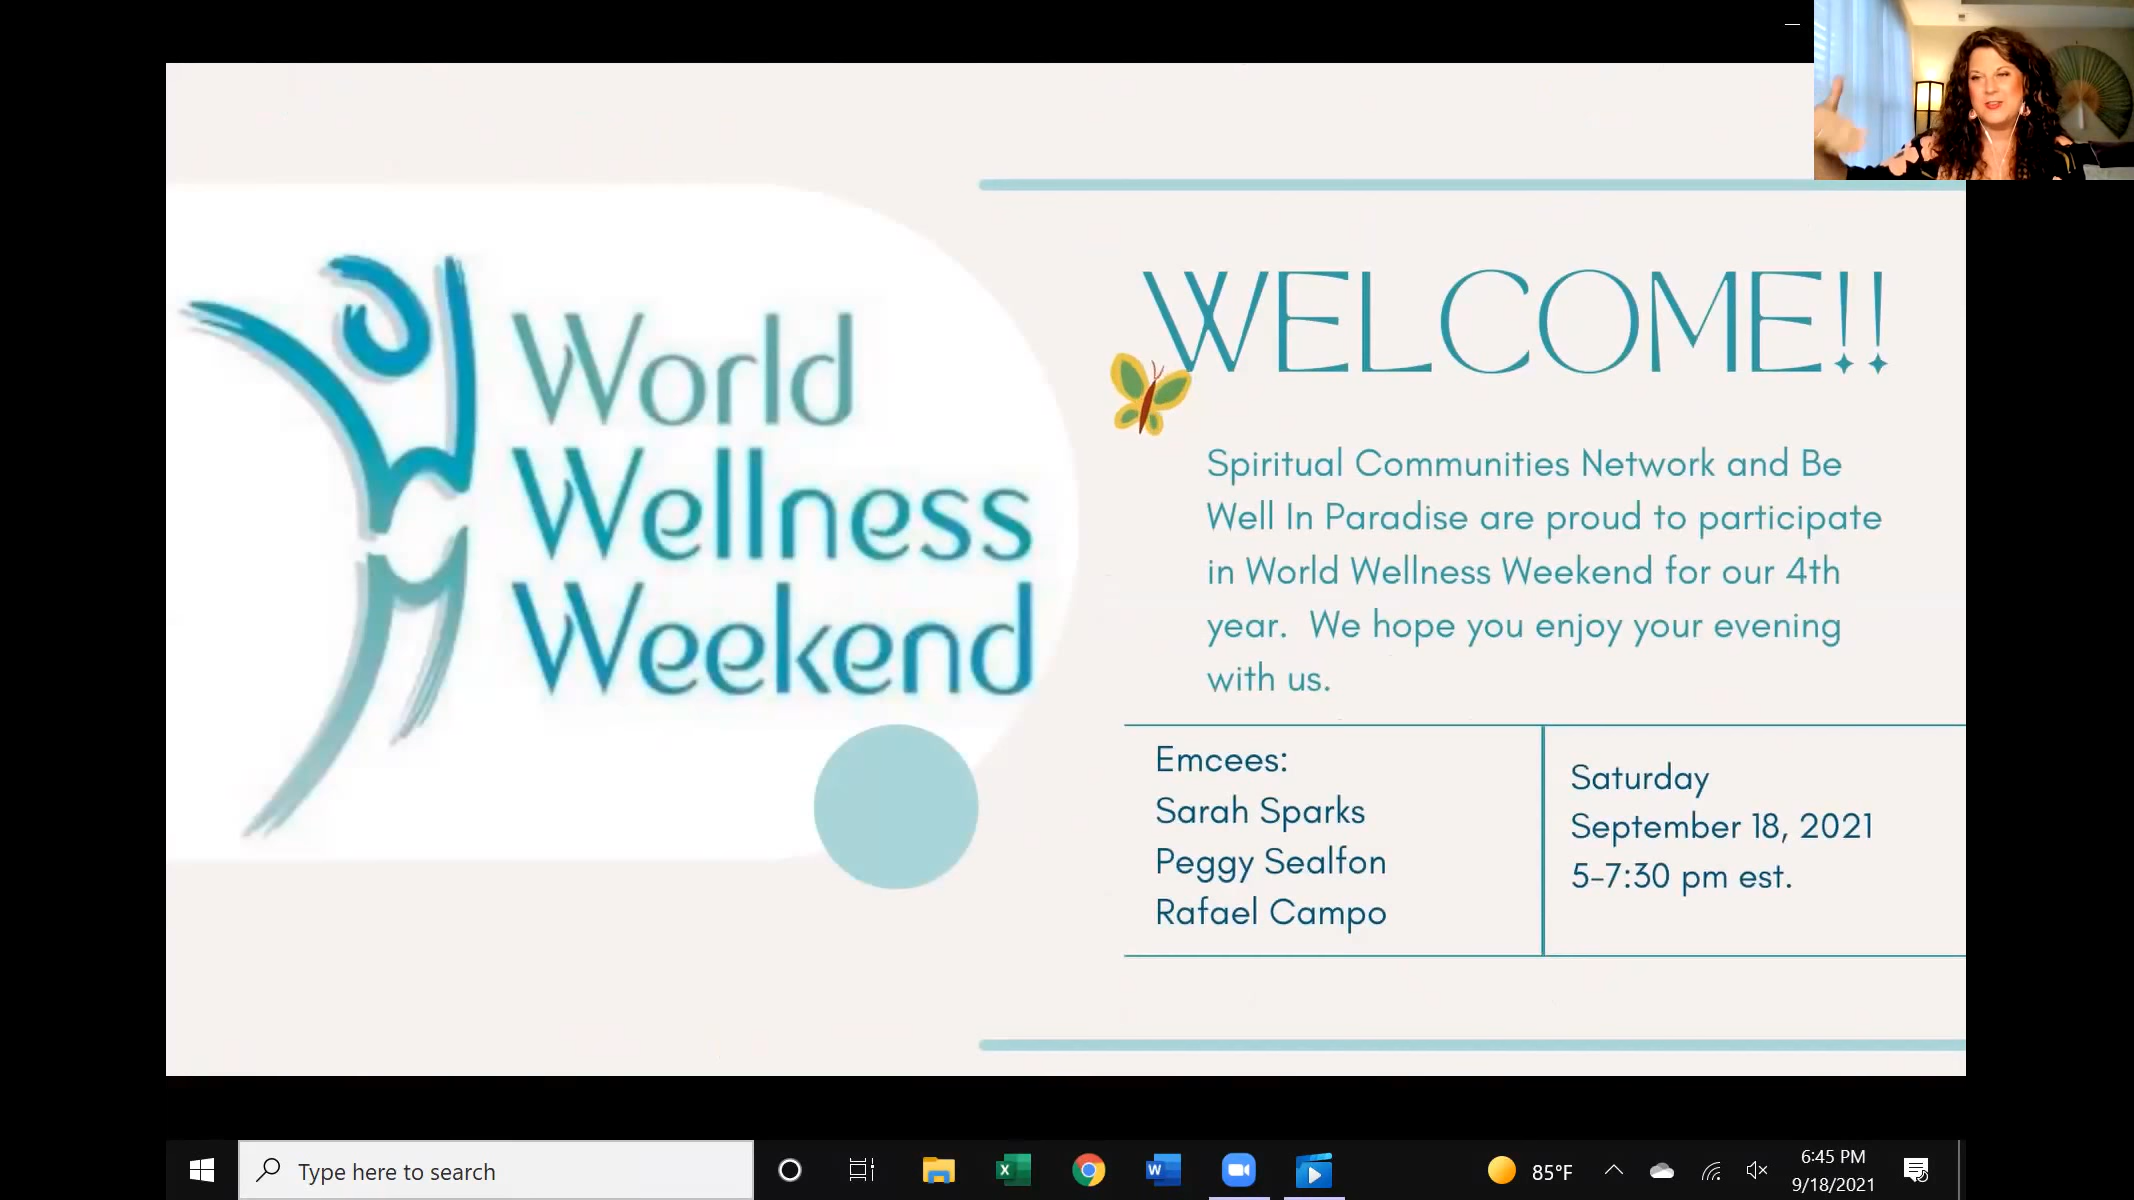 World
Wellness
Weekend
WELCOME!!
Spiritual Communities Network and Be
Well In Paradise are proud to participate
in World Wellness Weekend for our 4th
year.  We hope you enjoy your evening
with us.
Emcees:
Sarah Sparks
Peggy Sealfon
Rafael Campo
Saturday
September 18, 2021
5-7:30 pm est.
Type here to search
85°F
6:45 PM
9/18/2021